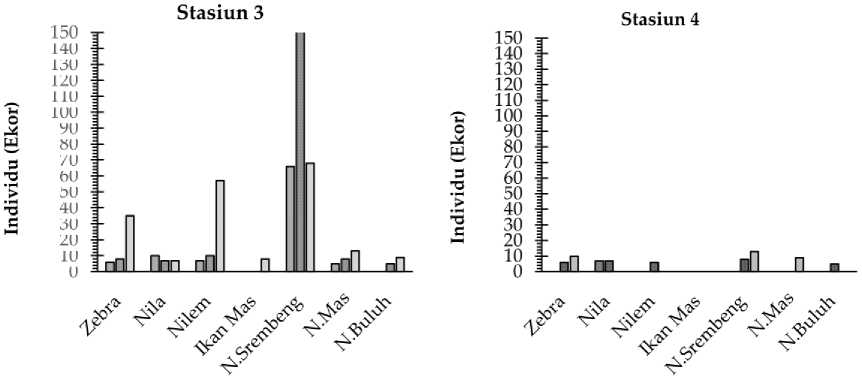 Stasiun 3
Individu (Ekor)
150
140
130
120
110
100
90
80
70
60
50
40
30
20
10
0
Zebra
Nila
Nilem
Ikan Mas
N.Srembeng
N.Mas
N.Buluh
Stasiun 4
Individu (Ekor)
150
140
130
120
110
100
90
80
70
60
50
40
30
20
10
0
Zebra
Nila
Nilem
Ikan Mas
N.Srembeng
N.Mas
N.Buluh